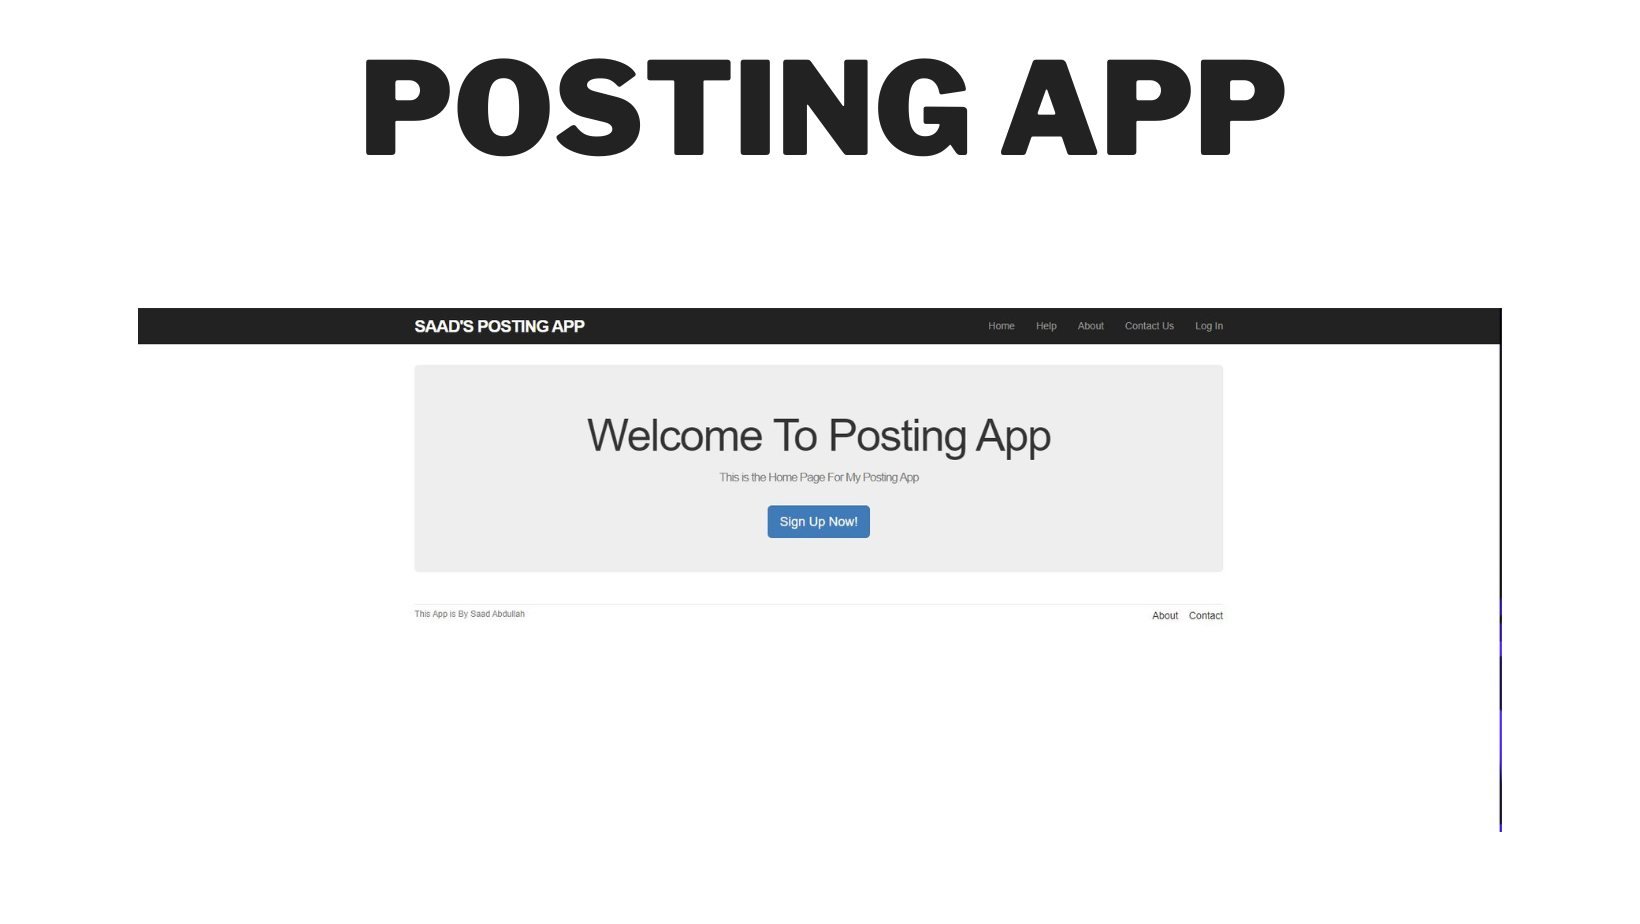 POSTING APP
SAAD'S POSTING APP Home Help About Contact Us Log In
Welcome To Posting App
This is the Home Page For My Posting App
Sign Up Now!
This App is By Saad Abdullah About Contact